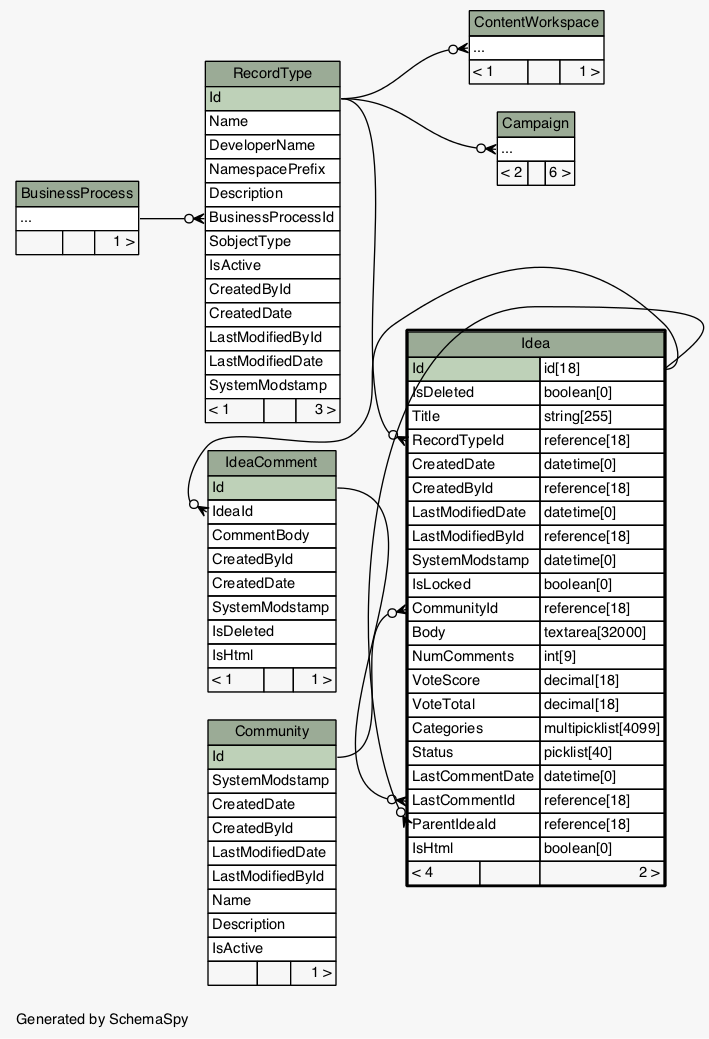 ContentWorkspace
...
< 1 1 >
RecordType
Id
Name
DeveloperName
NamespacePrefix
Description
BusinessProcessId
SobjectType
IsActive
CreatedById
CreatedDate
LastModifiedById
LastModifiedDate
SystemModstamp
< 1 3 >
Campaign
...
< 2 6 >
BusinessProcess
...
1 >
Idea
Id id[18]
IsDeleted boolean[0]
Title string[255]
RecordTypeId reference[18]
CreatedDate datetime[0]
CreatedById reference[18]
LastModifiedDate datetime[0]
LastModifiedById reference[18]
SystemModstamp datetime[0]
IsLocked boolean[0]
CommunityId reference[18]
Body textarea[32000]
NumComments int[9]
VoteScore decimal[18]
VoteTotal decimal[18]
Categories multipicklist[4099]
Status picklist[40]
LastCommentDate datetime[0]
LastCommentId reference[18]
ParentIdeaId reference[18]
IsHtml boolean[0]
< 4 2 >
IdeaComment
Id
IdeaId
CommentBody
CreatedById
CreatedDate
SystemModstamp
IsDeleted
IsHtml
< 1 1 >
Community
Id
SystemModstamp
CreatedDate
CreatedById
LastModifiedDate
LastModifiedById
Name
Description
IsActive
1 >
Generated by SchemaSpy